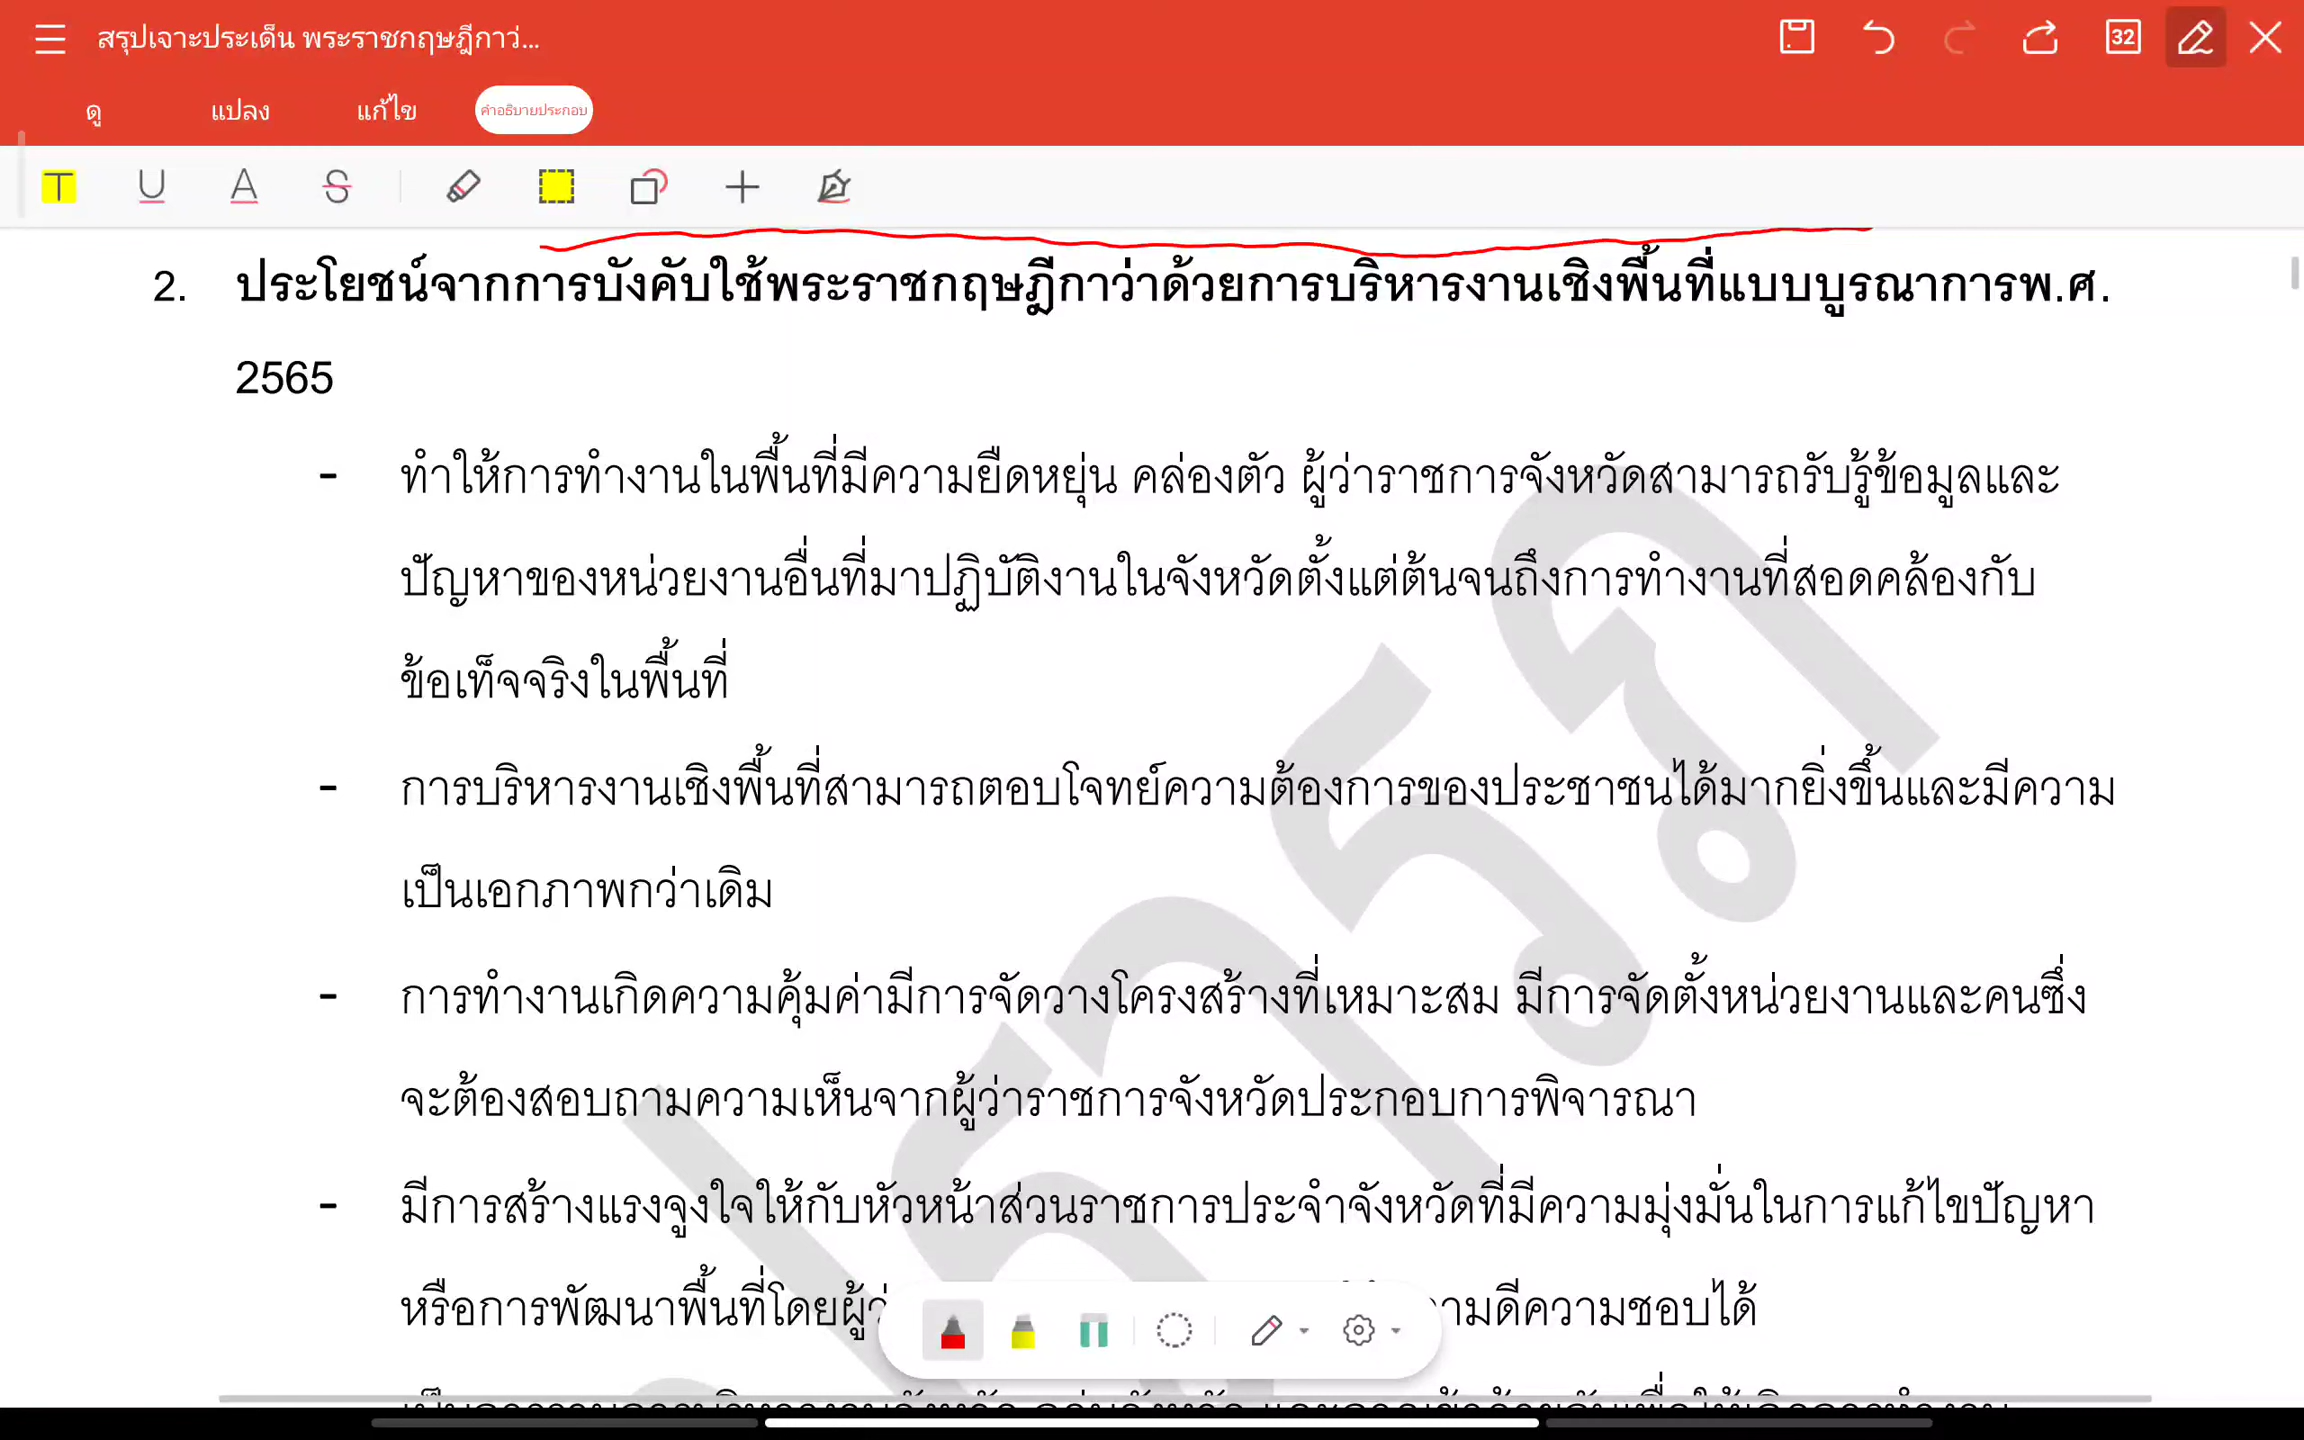 สรุปเจาะประเด็น พระราชกฤษฎีกาว่...
32
ดู แปลง แก้ไข คำอธิบายประกอบ
2. ประโยชน์จากการบังคับใช้พระราชกฤษฎีกาว่าด้วยการบริหารงานเชิงพื้นที่แบบบูรณาการพ.ศ.
2565
- ทำให้การทำงานในพื้นที่มีความยืดหยุ่น คล่องตัว ผู้ว่าราชการจังหวัดสามารถรับรู้ข้อมูลและ
ปัญหาของหน่วยงานอื่นที่มาปฏิบัติงานในจังหวัดตั้งแต่ต้นจนถึงการทำงานที่สอดคล้องกับ
ข้อเท็จจริงในพื้นที่
- การบริหารงานเชิงพื้นที่สามารถตอบโจทย์ความต้องการของประชาชนได้มากยิ่งขึ้นและมีความ
เป็นเอกภาพกว่าเดิม
- การทำงานเกิดความคุ้มค่ามีการจัดวางโครงสร้างที่เหมาะสม มีการจัดตั้งหน่วยงานและคนซึ่ง
จะต้องสอบถามความเห็นจากผู้ว่าราชการจังหวัดประกอบการพิจารณา
- มีการสร้างแรงจูงใจให้กับหัวหน้าส่วนราชการประจำจังหวัดที่มีความมุ่งมั่นในการแก้ไขปัญหา
หรือการพัฒนาพื้นที่โดยผู้ว่ ามดีความชอบได้